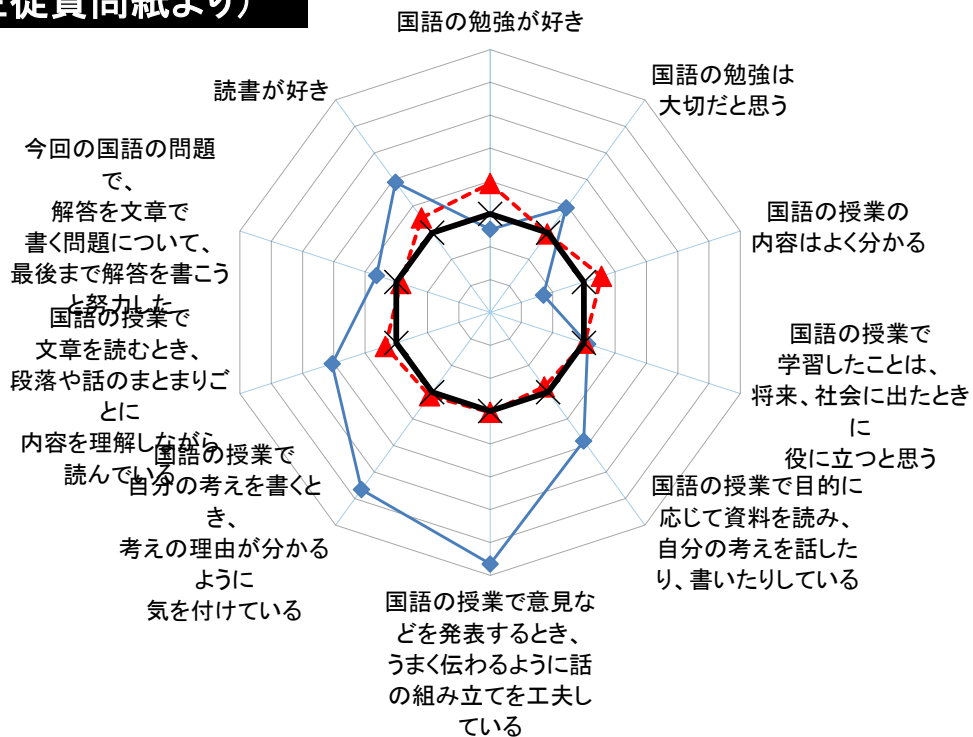 生徒質問紙より）
国語の勉強が好き
国語の勉強は
大切だと思う
国語の授業の
内容はよく分かる
国語の授業で
学習したことは、
将来、社会に出たとき
に
役に立つと思う
国語の授業で目的に
応じて資料を読み、
自分の考えを話した
り、書いたりしている
国語の授業で意見な
どを発表するとき、
うまく伝わるように話
の組み立てを工夫し
ている
国語の授業で
自分の考えを書くと
き、
考えの理由が分かる
ように
気を付けている
国語の授業で
文章を読むとき、
段落や話のまとまりご
とに
内容を理解しながら
読んでいる
今回の国語の問題
で、
解答を文章で
書く問題について、
最後まで解答を書こう
と努力した
読書が好き